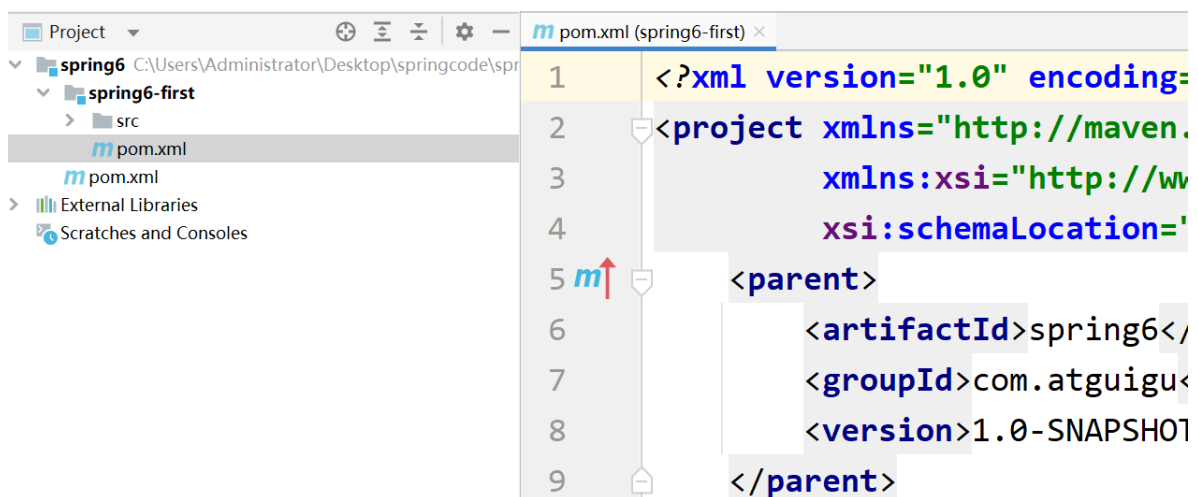 Project
spring6 C:\Users\Administrator\Desktop\springcode\spr
spring6-first
src
m pom.xml
m pom.xml
External Libraries
Scratches and Consoles
m pom.xml (spring6-first) ×
1 <?xml version="1.0" encoding=
2 <project xmlns="http://maven.
3 xmlns:xsi="http://ww
4 xsi:schemaLocation="
5 m <parent>
6 <artifactId>spring6</
7 <groupId>com.atguigu<
8 <version>1.0-SNAPSHOT
9 </parent>